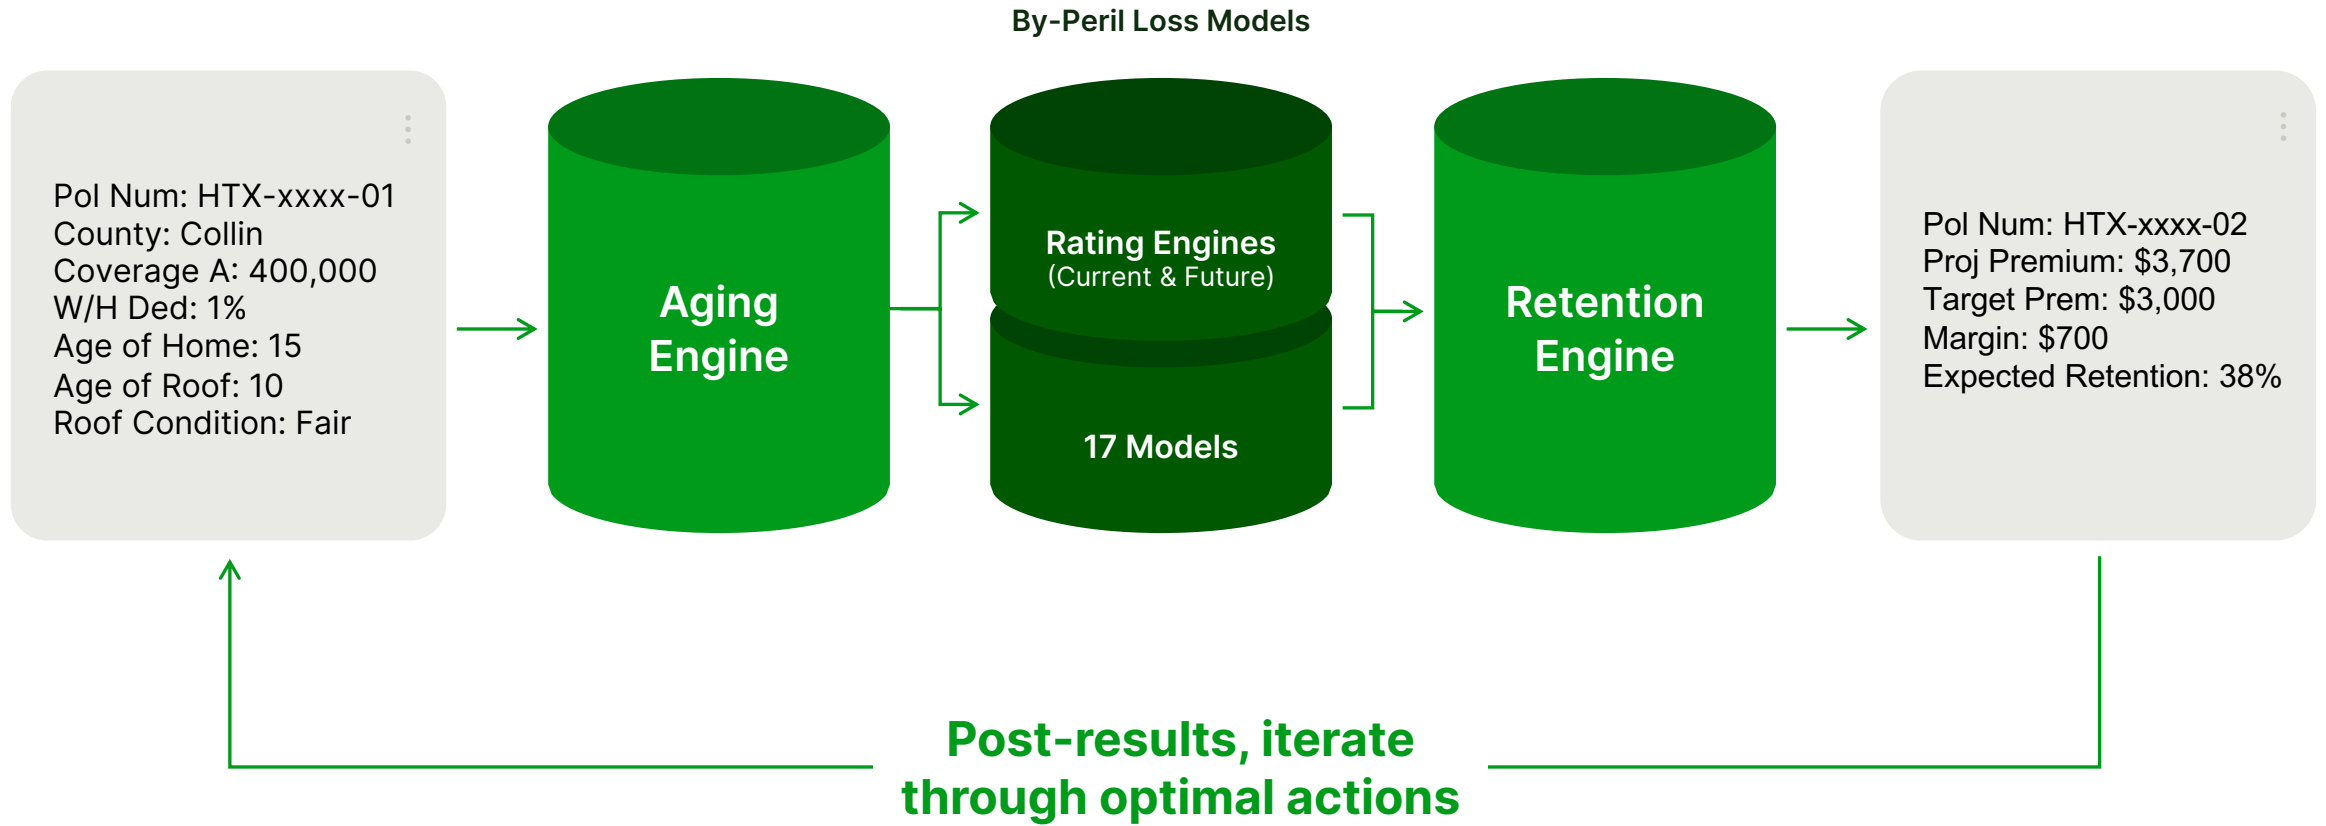 By-Peril Loss Models
Pol Num: HTX-xxxx-01
County: Collin
Coverage A: 400,000
W/H Ded: 1%
Age of Home: 15
Age of Roof: 10
Roof Condition: Fair
Aging
Engine
Rating Engines
(Current & Future)
17 Models
Retention
Engine
Pol Num: HTX-xxxx-02
Proj Premium: $3,700
Target Prem: $3,000
Margin: $700
Expected Retention: 38%
Post-results, iterate
through optimal actions